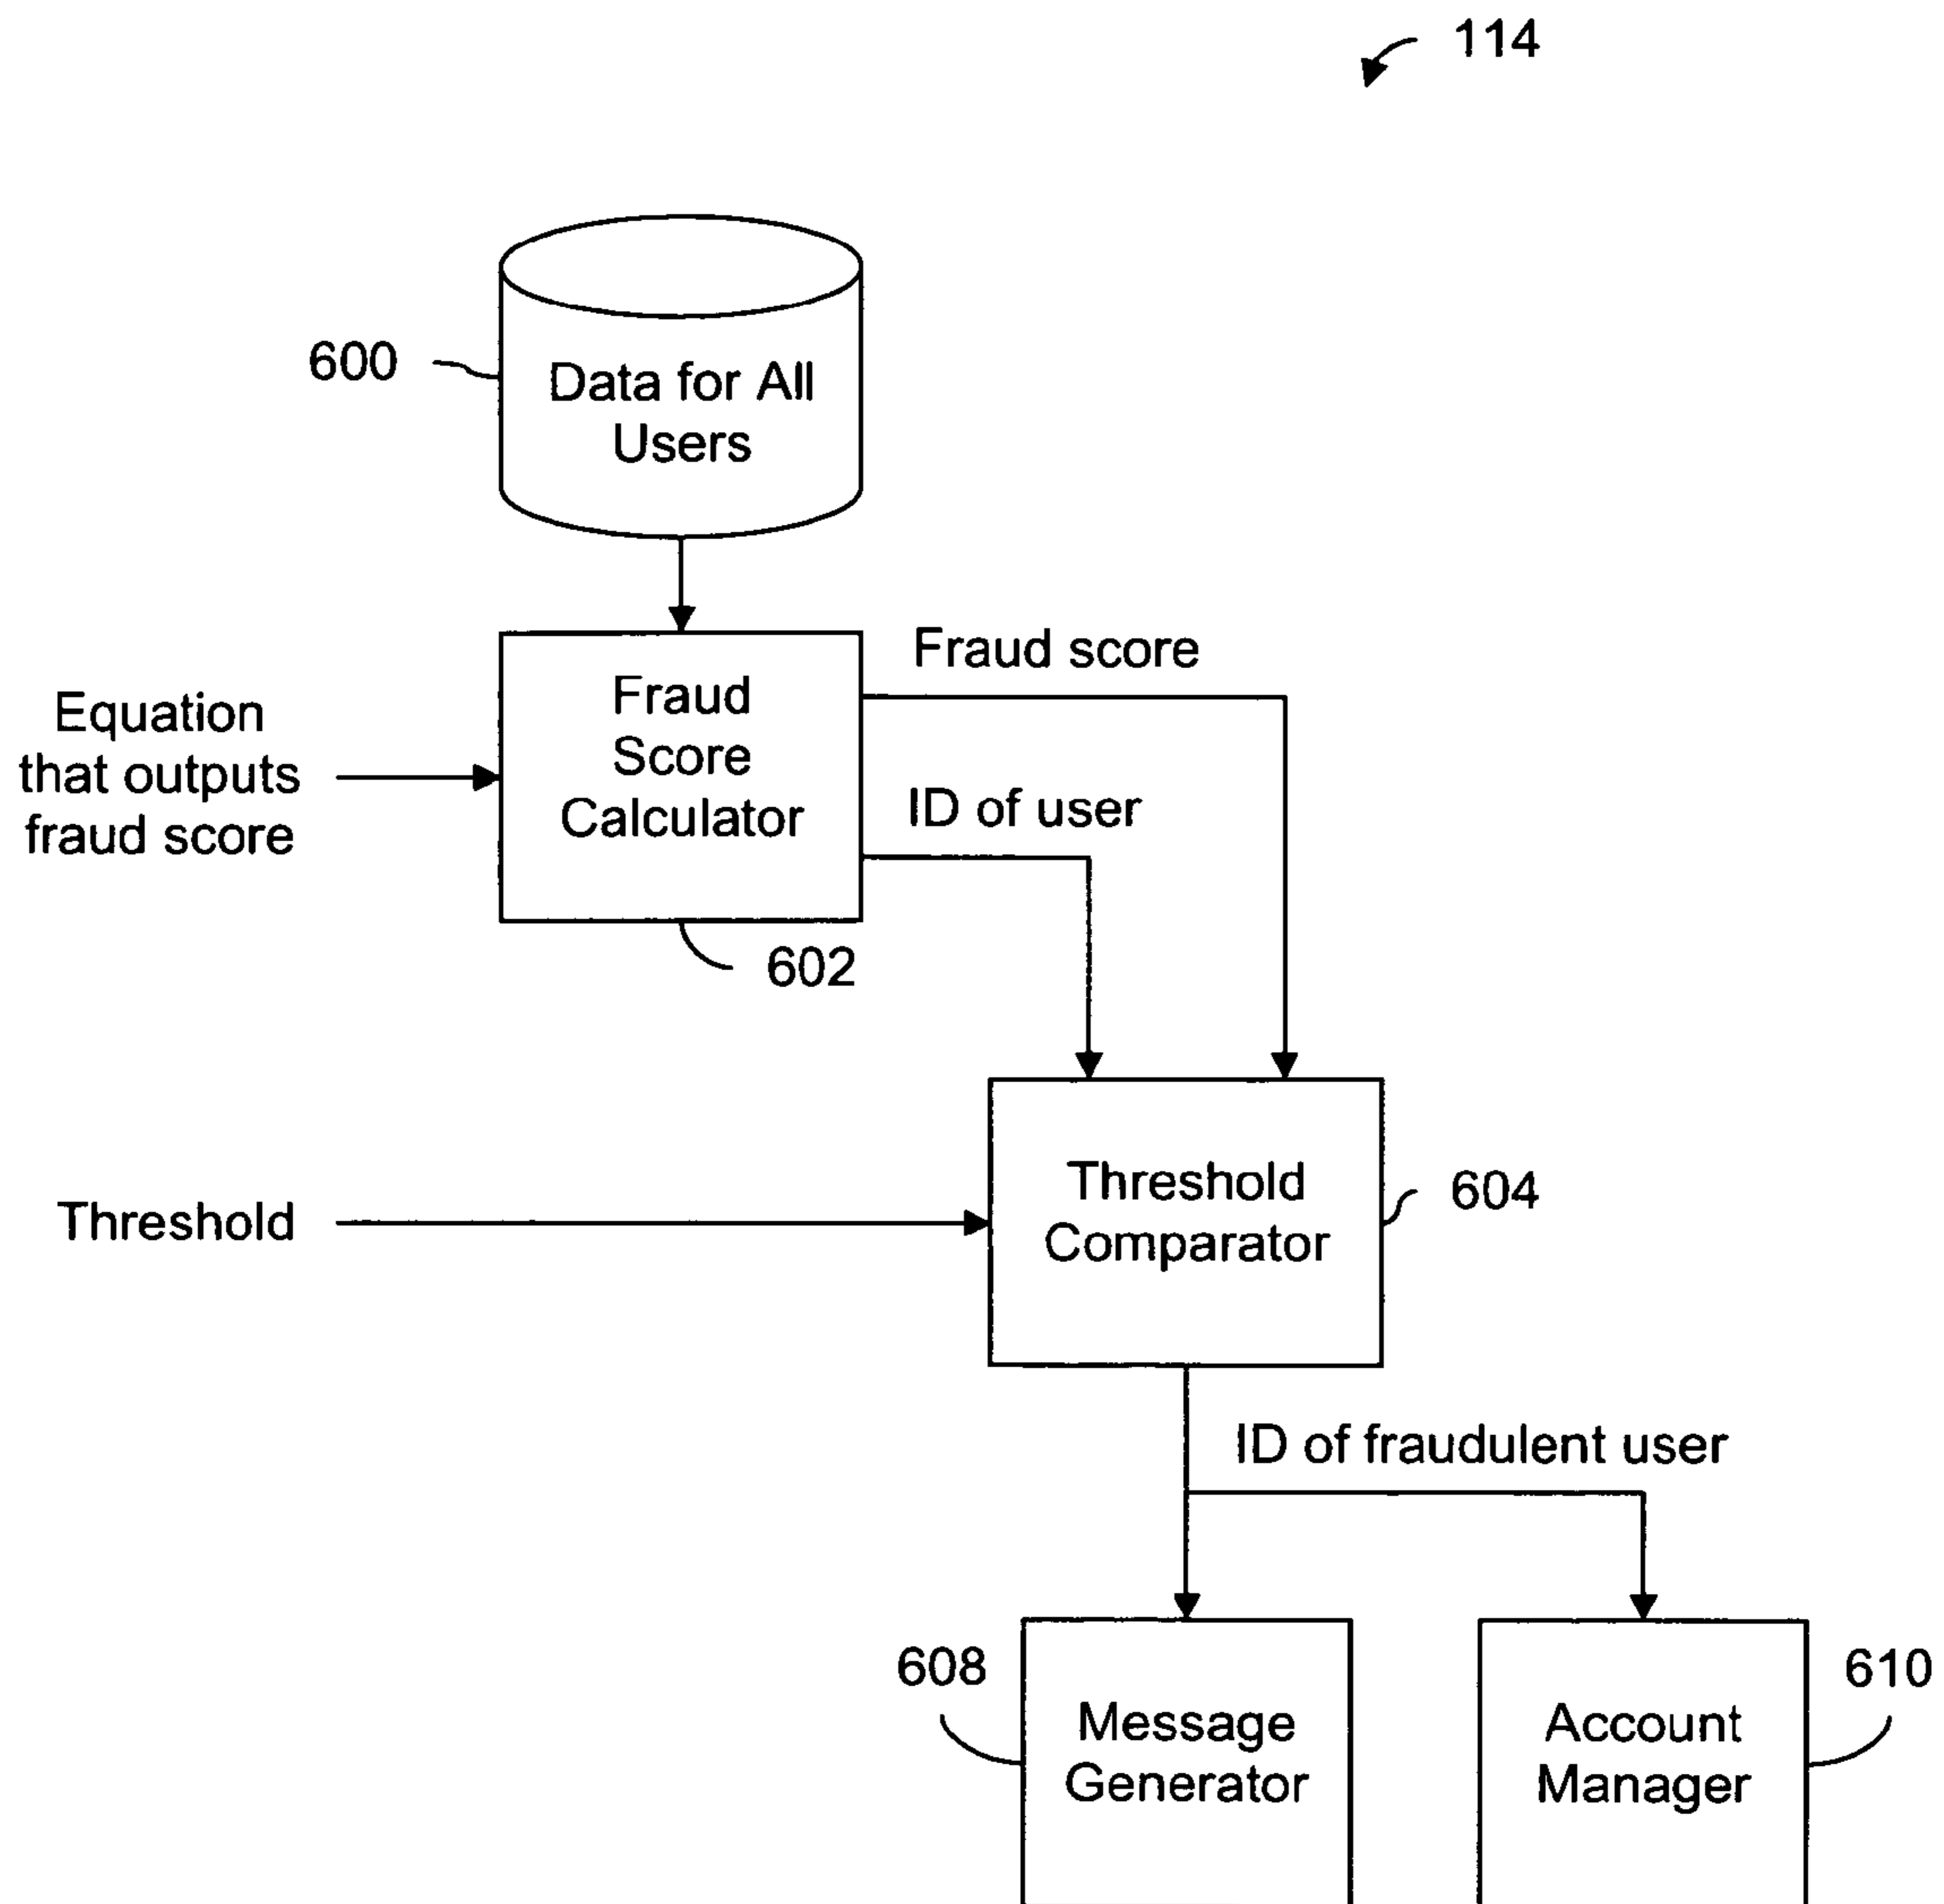 114
600
Data for All
Users
Fraud score
Equation
that outputs
fraud score
Fraud
Score
Calculator
ID of user
602
Threshold
Threshold
Comparator
604
ID of fraudulent user
608
Message
Generator
Account
Manager
610